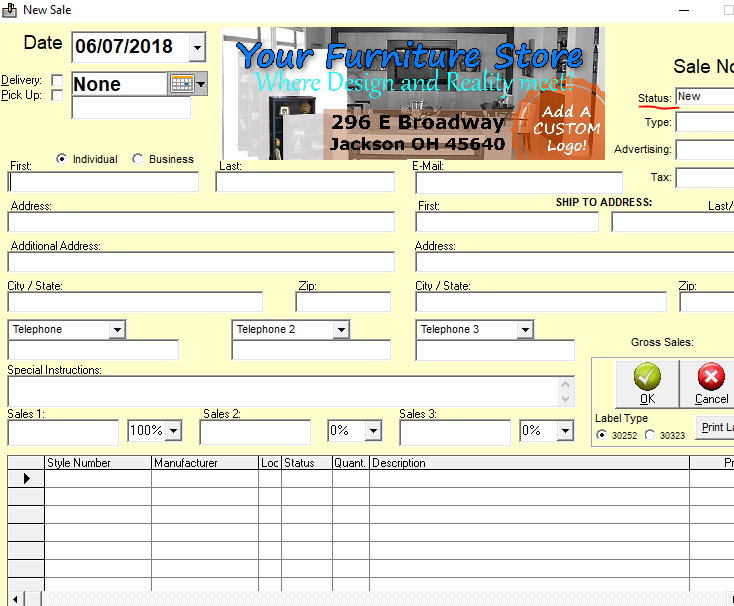 New Sale
Date 06/07/2018
Your Furniture Store
Where Design and Reality meet!
296 E Broadway
Jackson OH 45640
Add A
CUSTOM
Logo!
Sale No
Delivery:
Pick Up:
None
Status: New
Type:
Advertising:
Tax:
Individual Business
First: Last: E-Mail:
SHIP TO ADDRESS:
Address: First: Last/
Additional Address: Address:
City / State: Zip: City / State: Zip:
Telephone Telephone 2 Telephone 3
Gross Sales:
Special Instructions:
OK Cancel
Sales 1: 100% Sales 2: 0% Sales 3: 0%
Label Type
30252 30323
Print La
Style Number Manufacturer Loc Status Quant. Description Pr